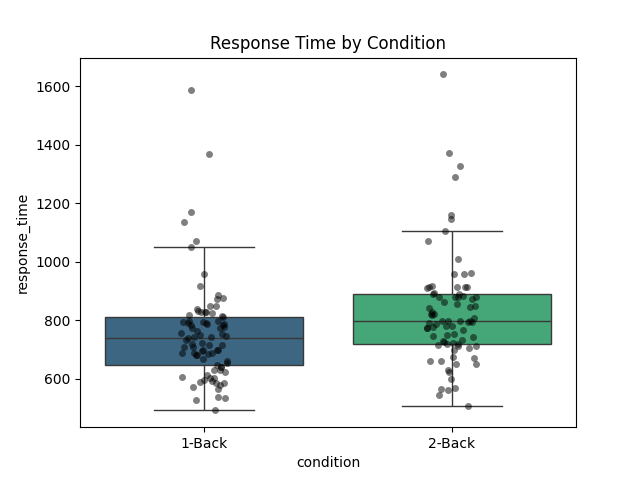 Response Time by Condition
1600
1400
1200
1000
800
600
response_time
1-Back
2-Back
condition